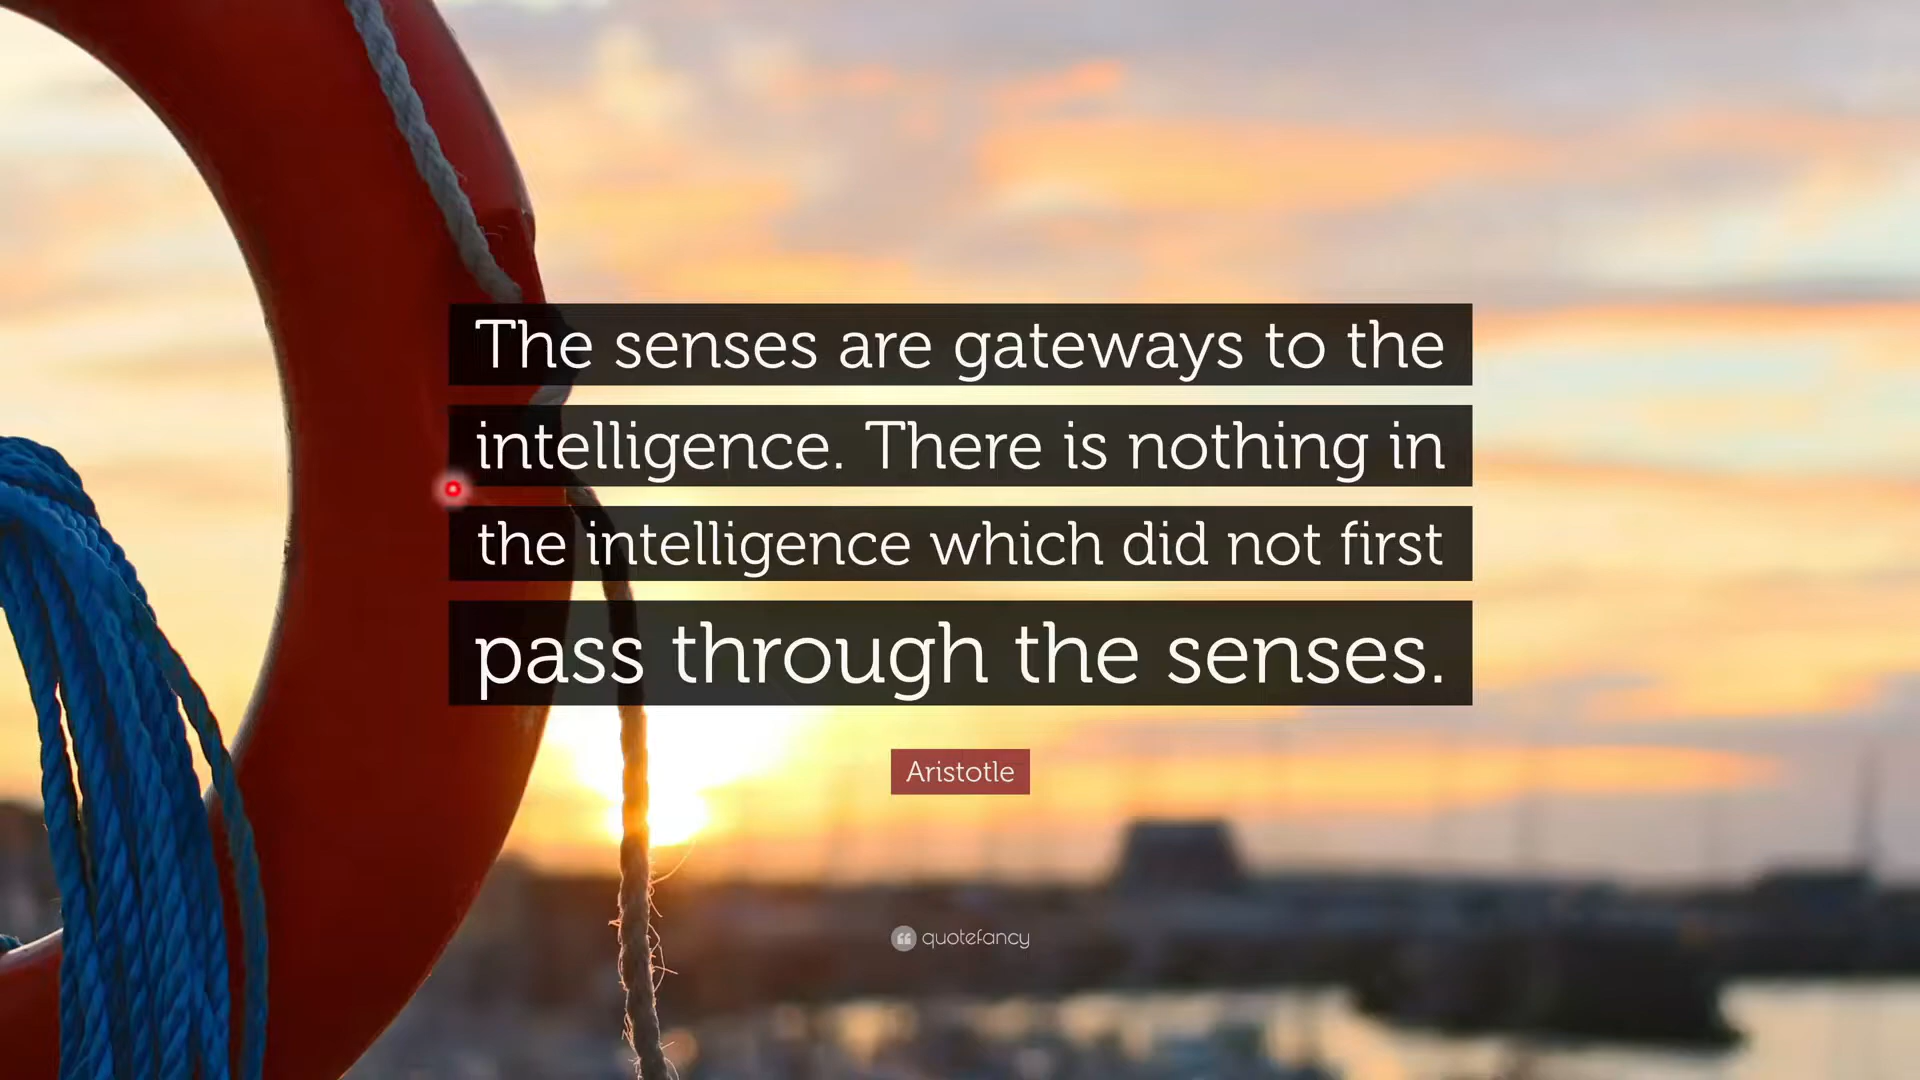 The senses are gateways to the
intelligence. There is nothing in
the intelligence which did not first
pass through the senses.
Aristotle
quotefancy